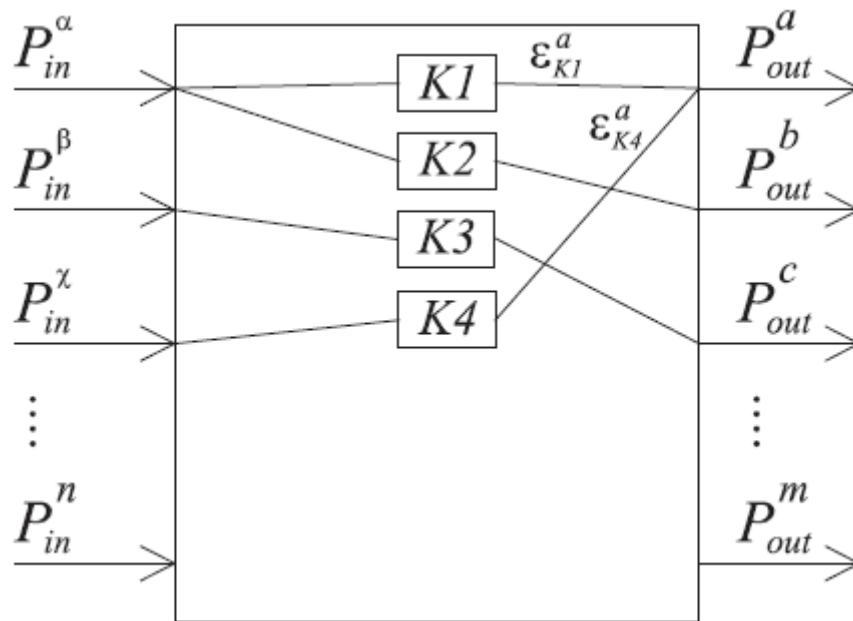 P_in^α
K1
ε_K1^a
P_out^a
P_in^β
K2
ε_K4^a
P_out^b
P_in^χ
K3
P_out^c
K4
P_in^n
P_out^m